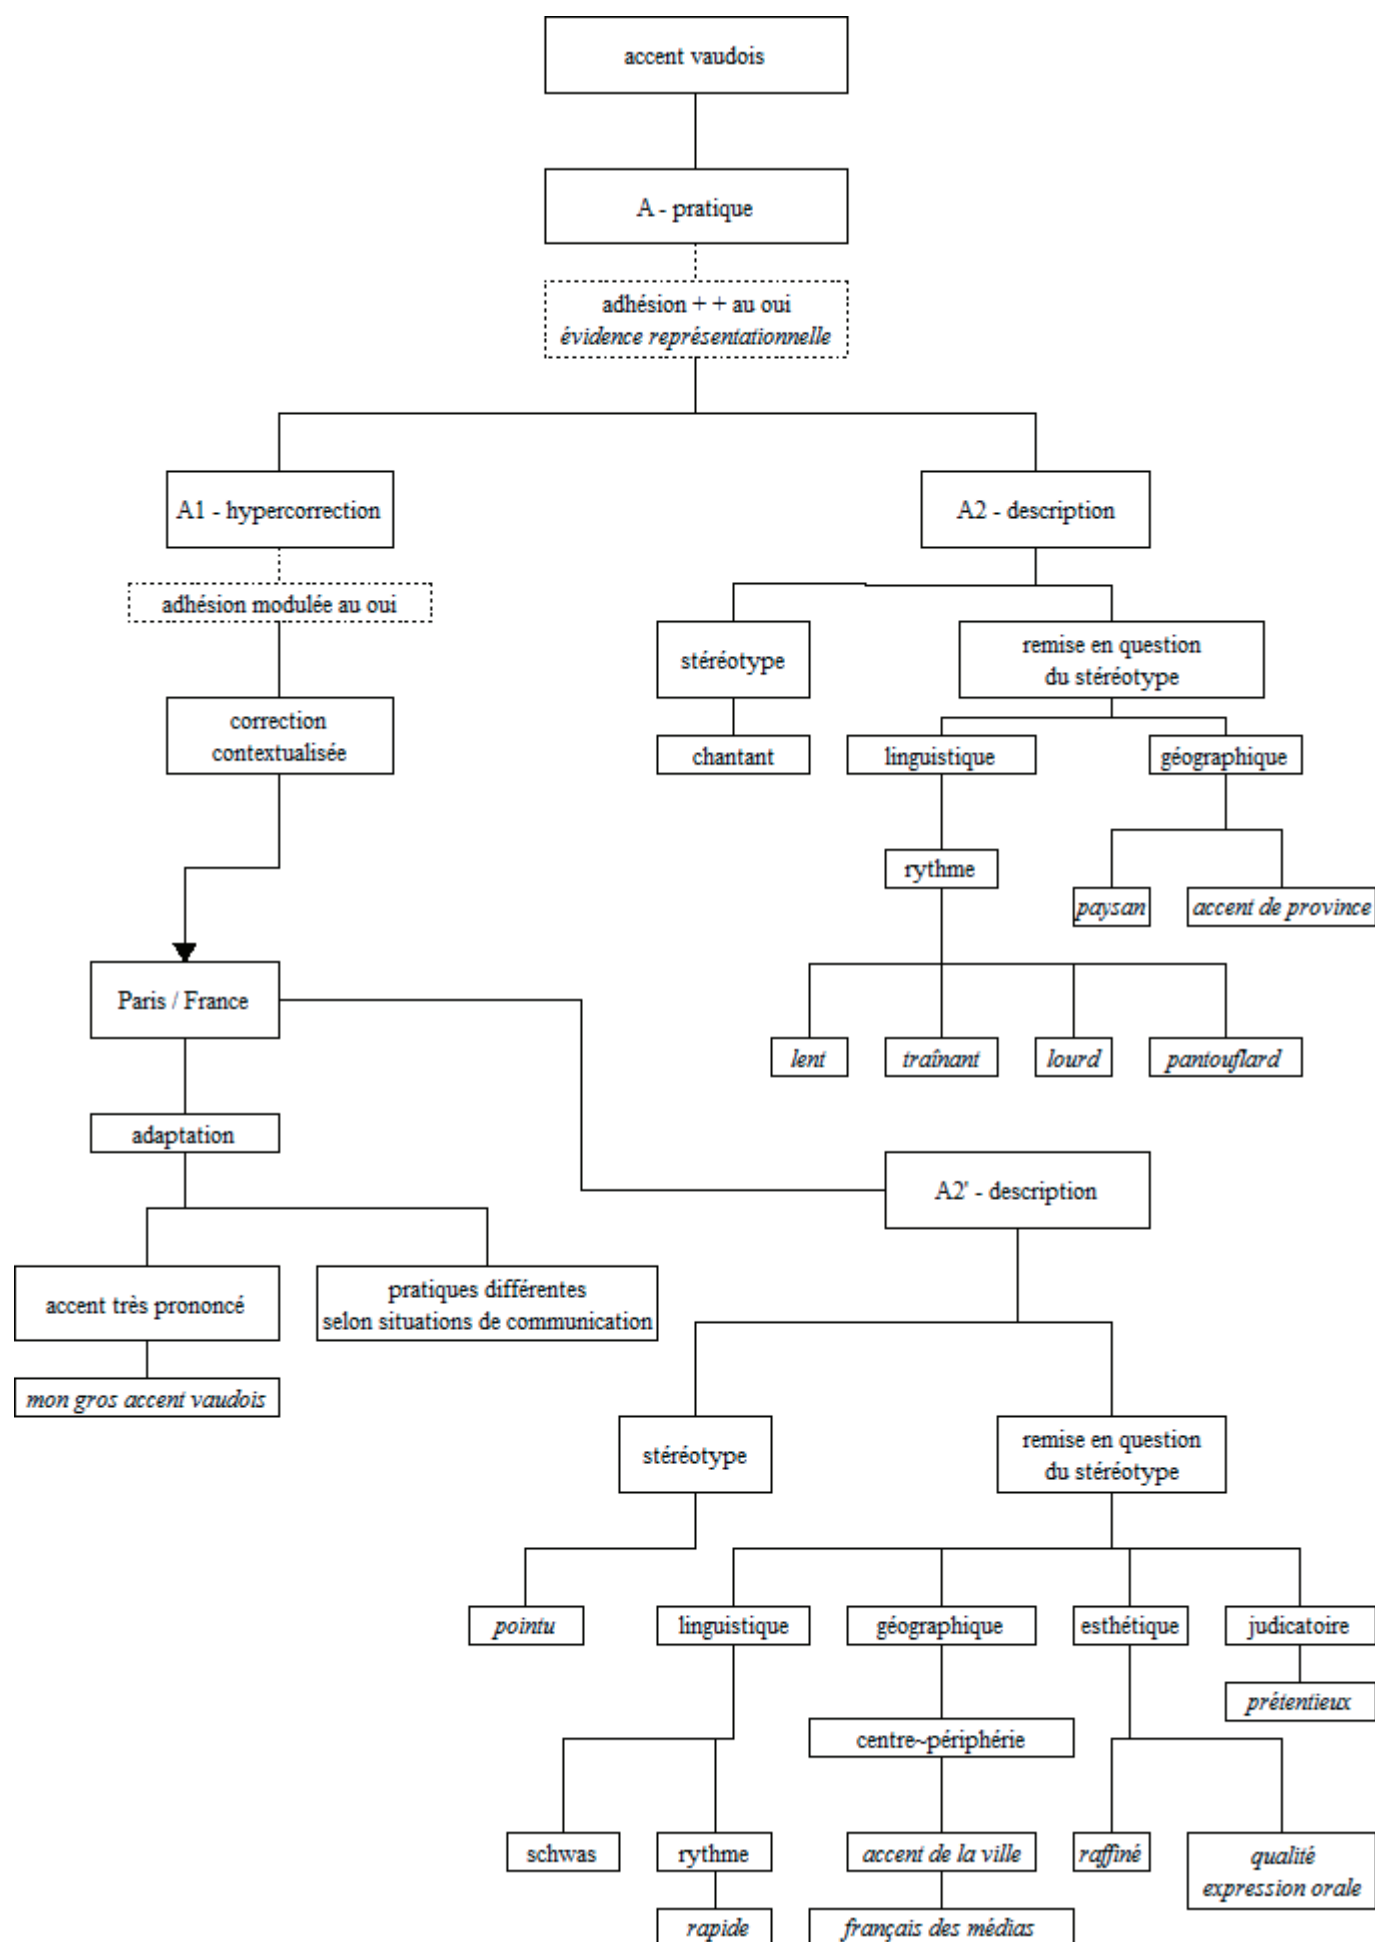 accent vaudois
A - pratique
adhésion + + au oui
évidence représentationnelle
A1 - hypercorrection
A2 - description
adhésion modulée au oui
stéréotype
remise en question
du stéréotype
correction
contextualisée
chantant
linguistique
géographique
rythme
paysan
accent de province
Paris / France
lent
traînant
lourd
pantouflard
adaptation
A2' - description
accent très prononcé
pratiques différentes
selon situations de communication
mon gros accent vaudois
stéréotype
remise en question
du stéréotype
pointu
linguistique
géographique
esthétique
judicatoire
prétentieux
centre~périphérie
schwas
rythme
accent de la ville
raffiné
qualité
expression orale
rapide
français des médias